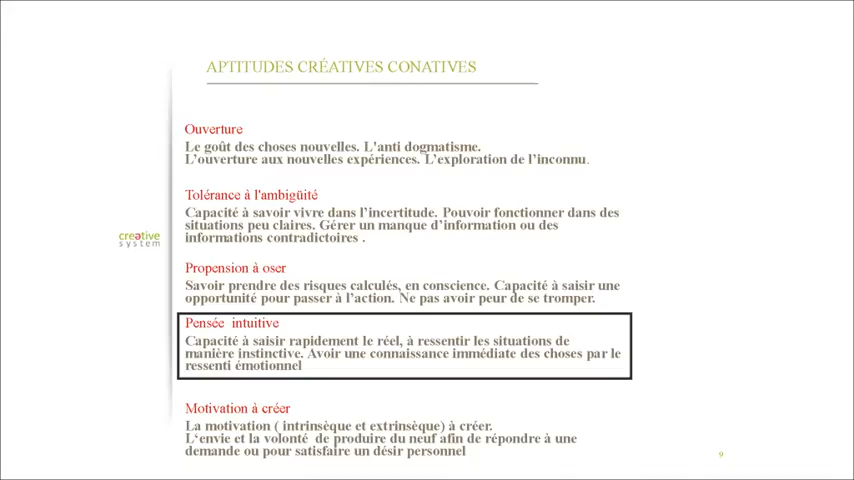 APTITUDES CRÉATIVES CONATIVES
Ouverture
Le goût des choses nouvelles. L'anti dogmatisme.
L’ouverture aux nouvelles expériences. L’exploration de l’inconnu.
Tolérance à l'ambigüité
Capacité à savoir vivre dans l’incertitude. Pouvoir fonctionner dans des
situations peu claires. Gérer un manque d’information ou des
informations contradictoires .
creative
system
Propension à oser
Savoir prendre des risques calculés, en conscience. Capacité à saisir une
opportunité pour passer à l’action. Ne pas avoir peur de se tromper.
Pensée intuitive
Capacité à saisir rapidement le réel, à ressentir les situations de
manière instinctive. Avoir une connaissance immédiate des choses par le
ressenti émotionnel
Motivation à créer
La motivation ( intrinsèque et extrinsèque) à créer.
L‘envie et la volonté de produire du neuf afin de répondre à une
demande ou pour satisfaire un désir personnel
9